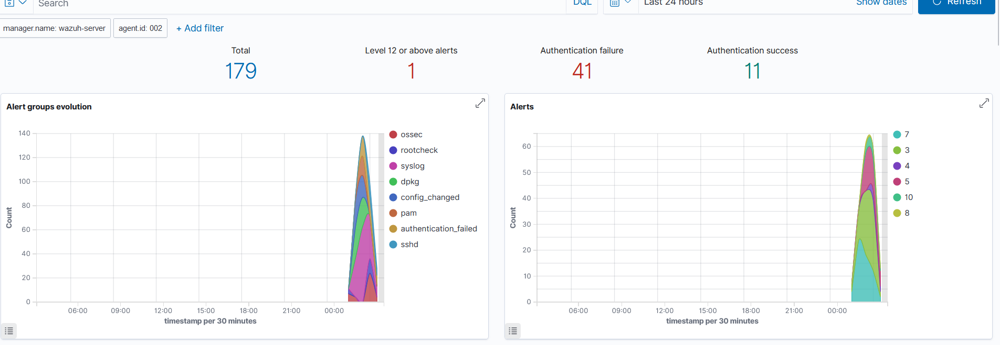 Search
DQL
Last 24 hours
Show dates
Refresh
manager.name: wazuh-server
agent.id: 002
+ Add filter
Total
179
Level 12 or above alerts
1
Authentication failure
41
Authentication success
11
Alert groups evolution
140
120
100
80
60
40
20
0
Count
06:00
09:00
12:00
15:00
18:00
21:00
00:00
timestamp per 30 minutes
ossec
rootcheck
syslog
dpkg
config_changed
pam
authentication_failed
sshd
Alerts
60
50
40
30
20
10
0
Count
06:00
09:00
12:00
15:00
18:00
21:00
00:00
timestamp per 30 minutes
7
3
4
5
10
8